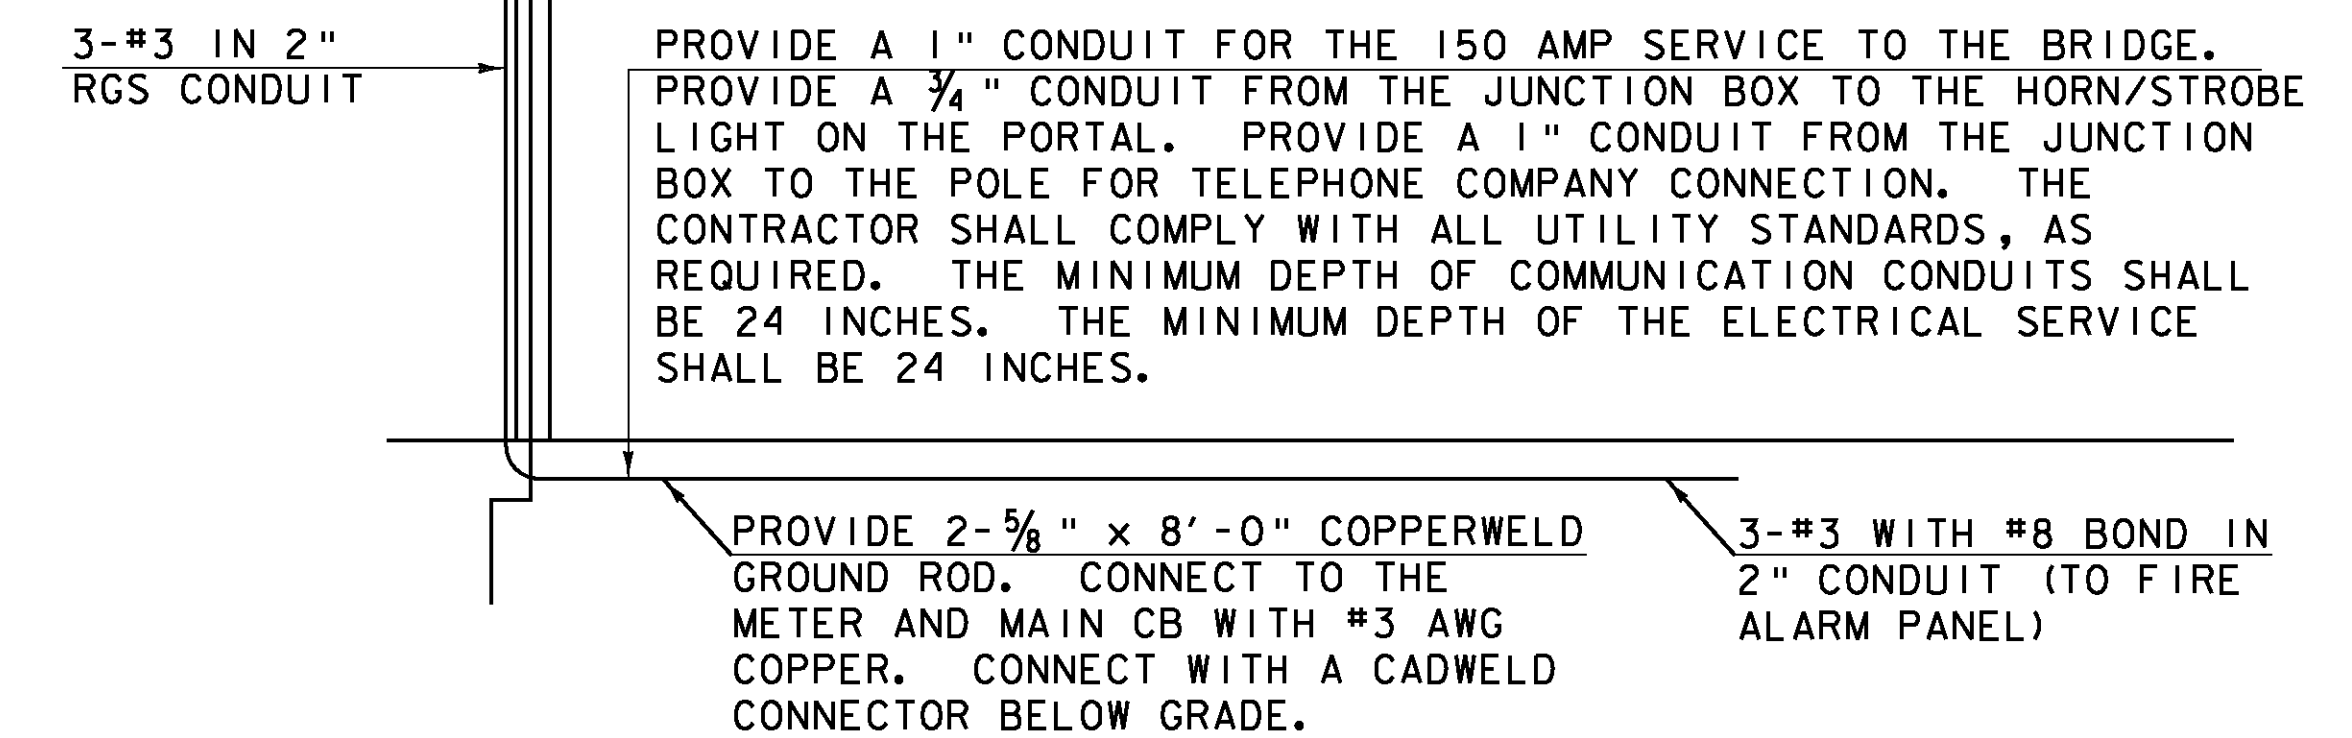 3-#3 IN 2"
RGS CONDUIT
PROVIDE A 1" CONDUIT FOR THE 150 AMP SERVICE TO THE BRIDGE.
PROVIDE A ¾" CONDUIT FROM THE JUNCTION BOX TO THE HORN/STROBE
LIGHT ON THE PORTAL. PROVIDE A 1" CONDUIT FROM THE JUNCTION
BOX TO THE POLE FOR TELEPHONE COMPANY CONNECTION. THE
CONTRACTOR SHALL COMPLY WITH ALL UTILITY STANDARDS, AS
REQUIRED. THE MINIMUM DEPTH OF COMMUNICATION CONDUITS SHALL
BE 24 INCHES. THE MINIMUM DEPTH OF THE ELECTRICAL SERVICE
SHALL BE 24 INCHES.
PROVIDE 2-⅝" x 8'-0" COPPERWELD
GROUND ROD. CONNECT TO THE
METER AND MAIN CB WITH #3 AWG
COPPER. CONNECT WITH A CADWELD
CONNECTOR BELOW GRADE.
3-#3 WITH #8 BOND IN
2" CONDUIT (TO FIRE
ALARM PANEL)